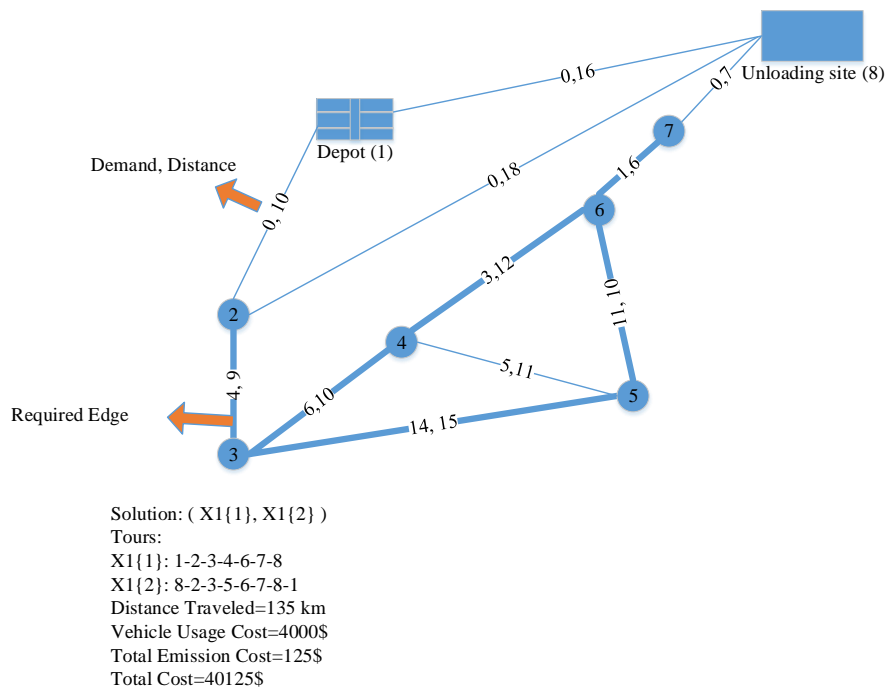 0,16
0,7
Unloading site (8)
7
Depot (1)
Demand, Distance
1,6
0,18
0, 10
6
3,12
11, 10
2
4
5,11
4, 9
6,10
5
Required Edge
14, 15
3
Solution: ( X1{1}, X1{2} )
Tours:
X1{1}: 1-2-3-4-6-7-8
X1{2}: 8-2-3-5-6-7-8-1
Distance Traveled=135 km
Vehicle Usage Cost=4000$
Total Emission Cost=125$
Total Cost=40125$